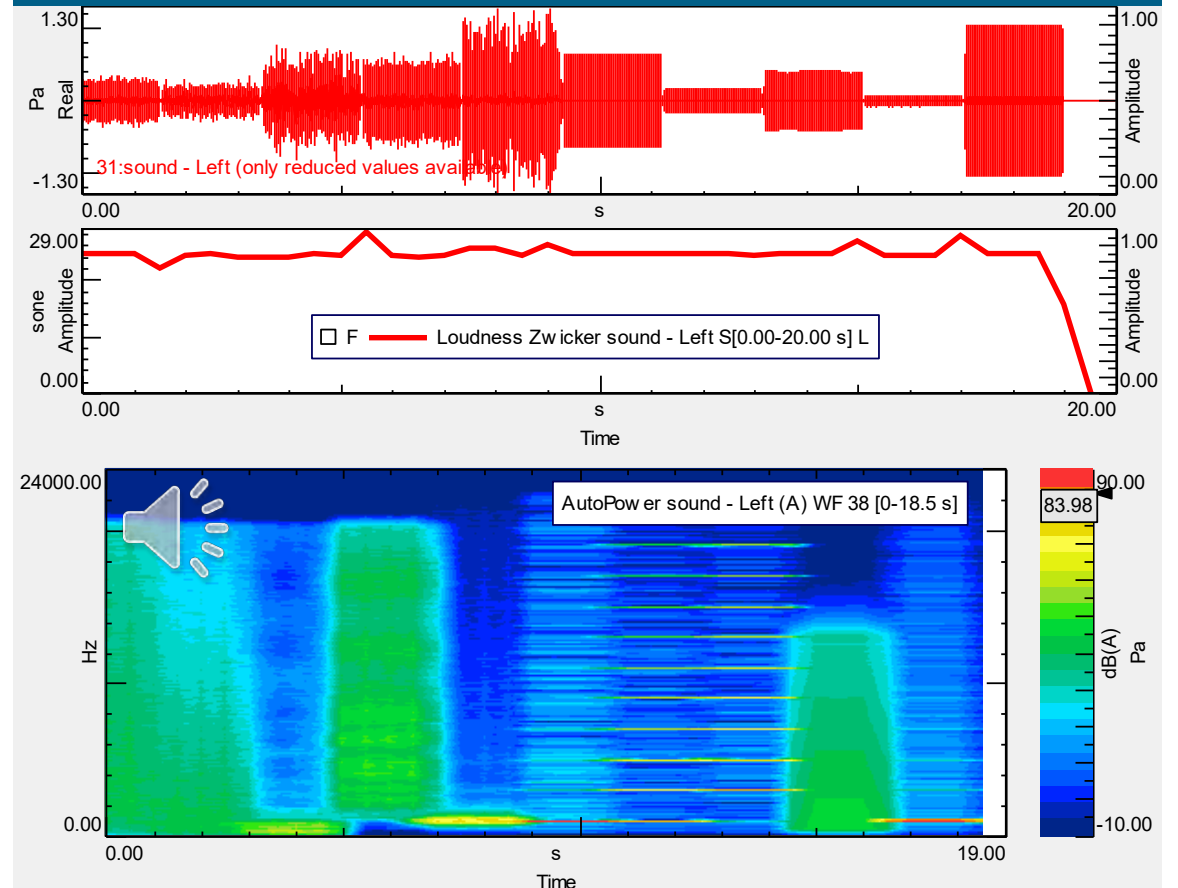 1.30
Pa
Real
-1.30
31:sound - Left (only reduced values available)
1.00
Amplitude
0.00
0.00
s
20.00
29.00
sone
Amplitude
0.00
F Loudness Zwicker sound - Left S[0.00-20.00 s] L
1.00
Amplitude
0.00
0.00
s
20.00
Time
24000.00
Hz
0.00
AutoPower sound - Left (A) WF 38 [0-18.5 s]
0.00
s
19.00
Time
90.00
83.98
dB(A)
Pa
-10.00